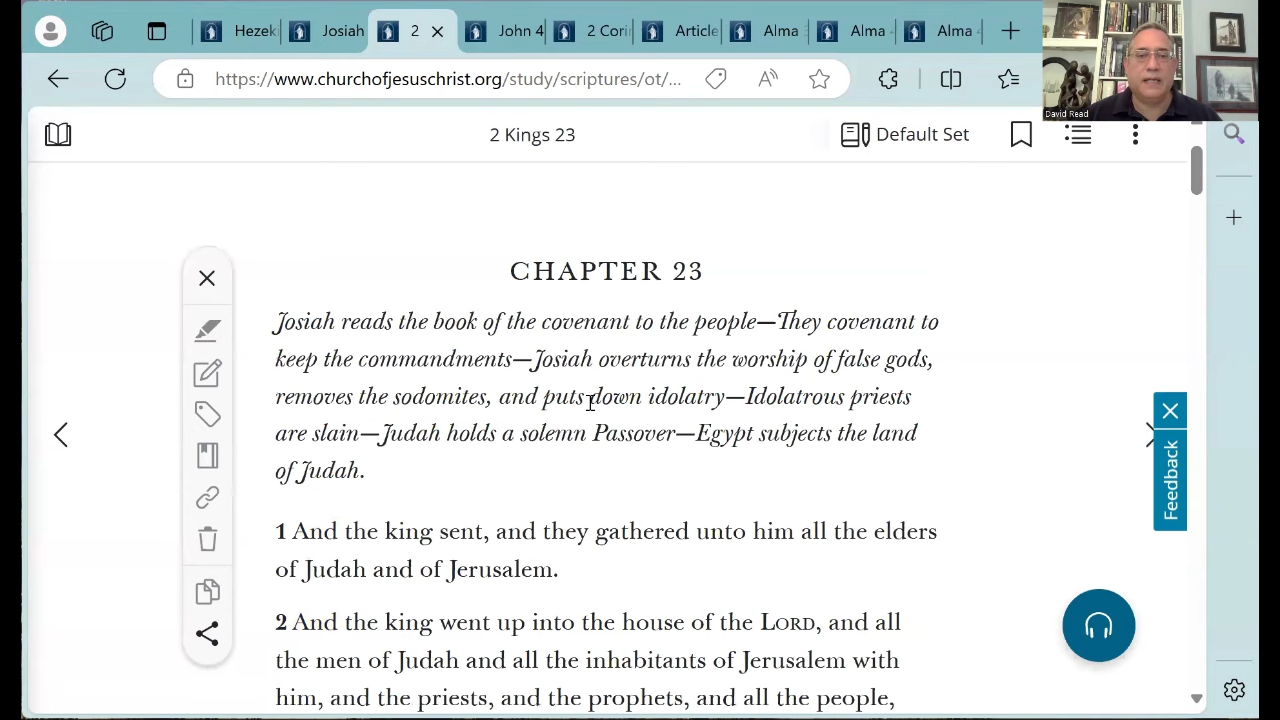 Hezek
Josiah
2
John 4
2 Cori
Article
Alma
Alma
Alma
https://www.churchofjesuschrist.org/study/scriptures/ot/...
David Read
2 Kings 23
Default Set
CHAPTER 23
Josiah reads the book of the covenant to the people—They covenant to
keep the commandments—Josiah overturns the worship of false gods,
removes the sodomites, and puts down idolatry—Idolatrous priests
are slain—Judah holds a solemn Passover—Egypt subjects the land
of Judah.
1 And the king sent, and they gathered unto him all the elders
of Judah and of Jerusalem.
2 And the king went up into the house of the LORD, and all
the men of Judah and all the inhabitants of Jerusalem with
him, and the priests, and the prophets, and all the people,
Feedback